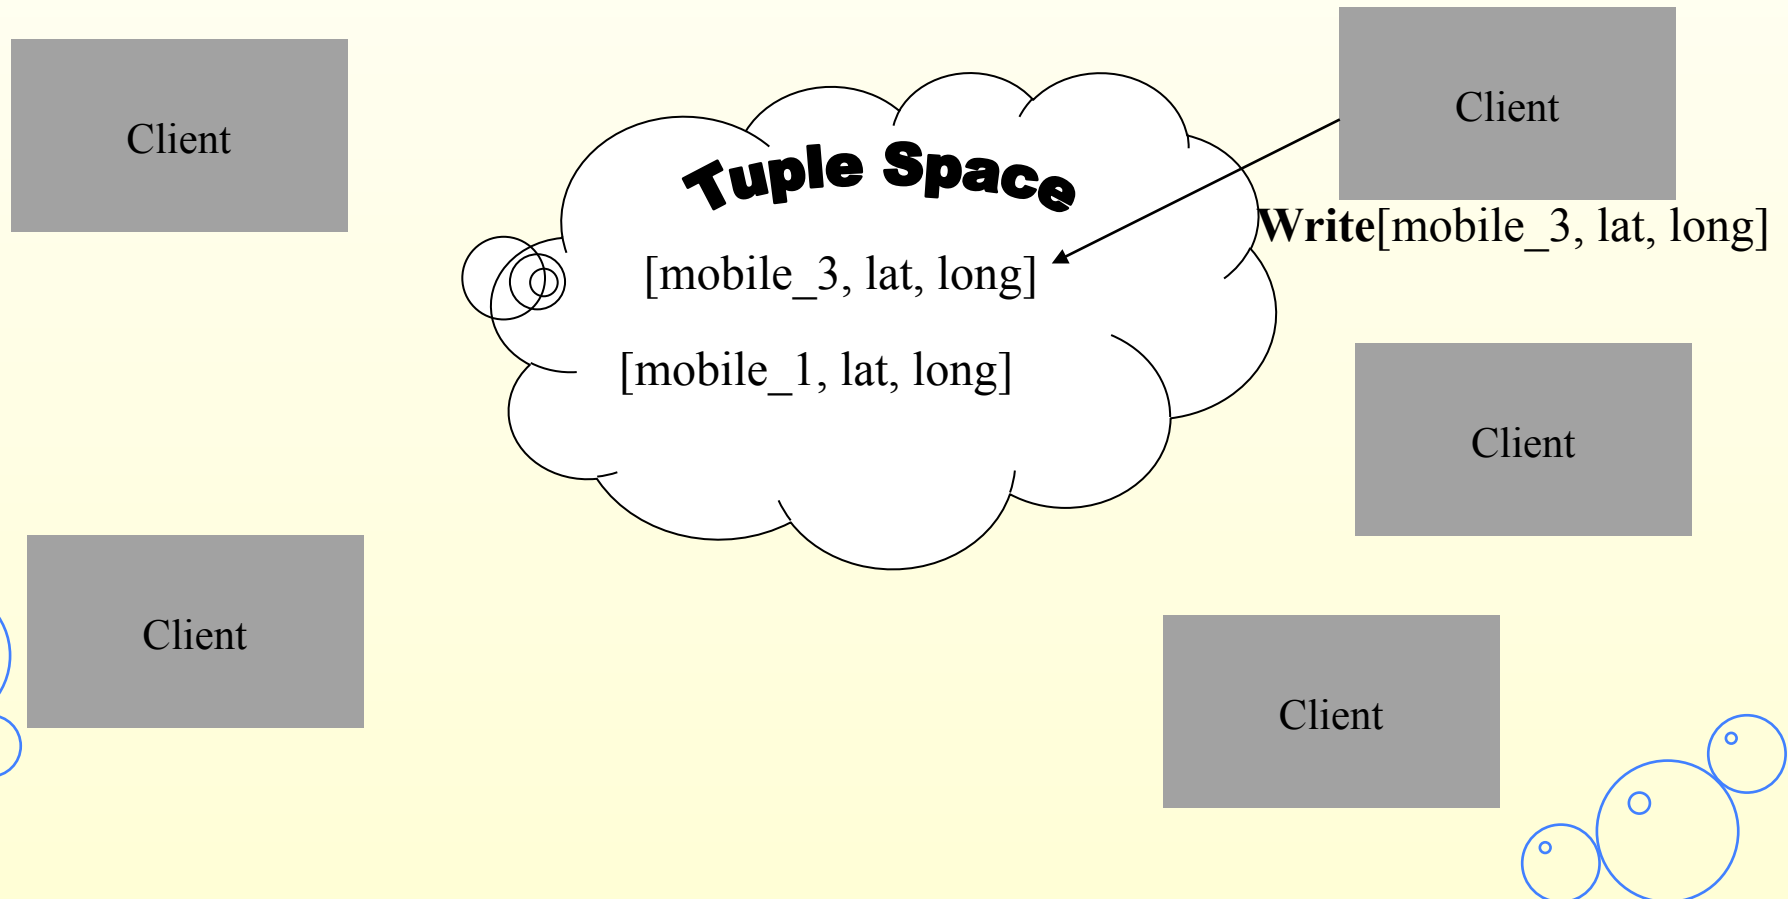 Client
Client
Tuple Space
Write[mobile_3, lat, long]
[mobile_3, lat, long]
[mobile_1, lat, long]
Client
Client
Client